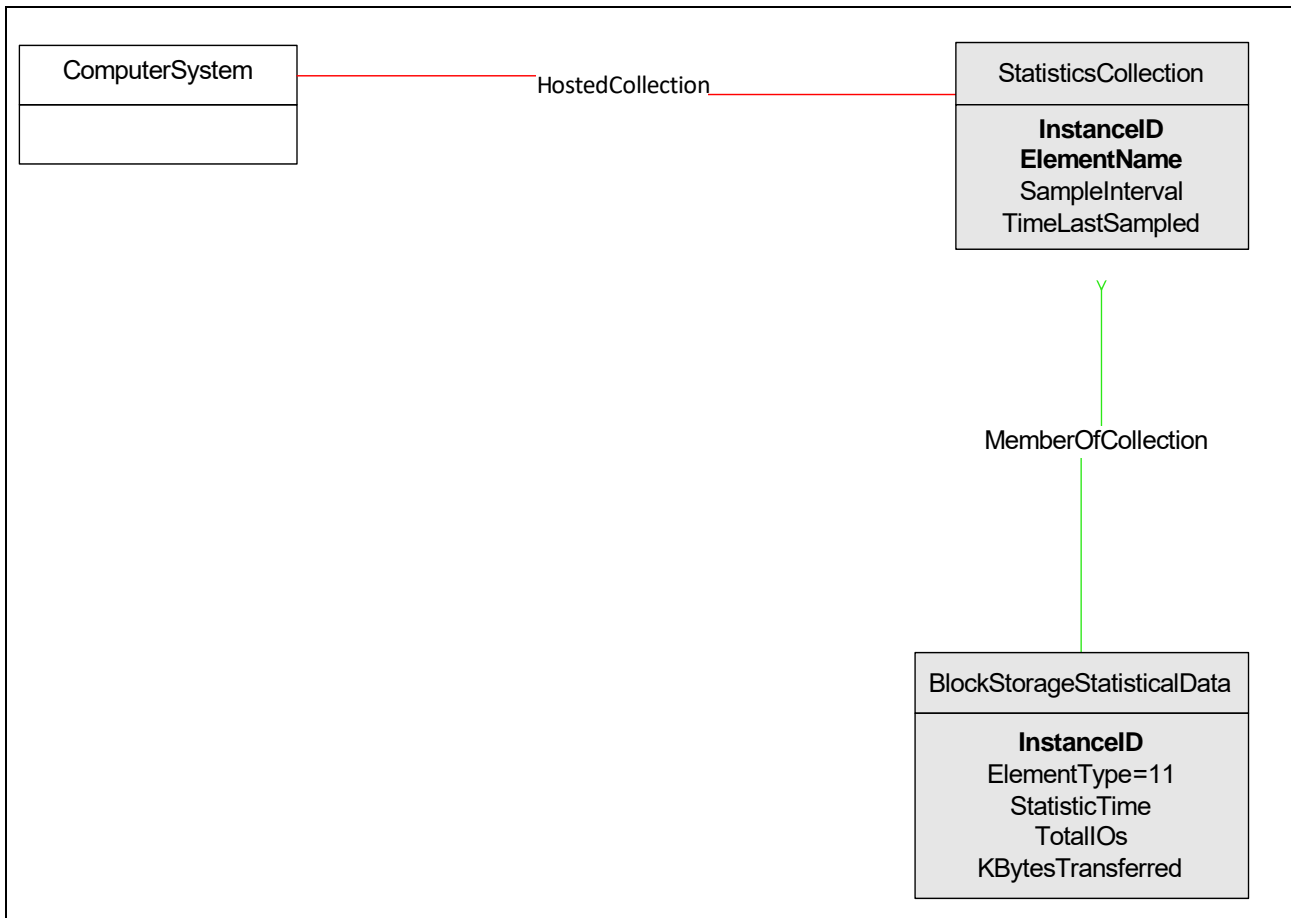 ComputerSystem
HostedCollection
StatisticsCollection
InstanceID
ElementName
SampleInterval
TimeLastSampled
MemberOfCollection
BlockStorageStatisticalData
InstanceID
ElementType=11
StatisticTime
TotalIOs
KBytesTransferred